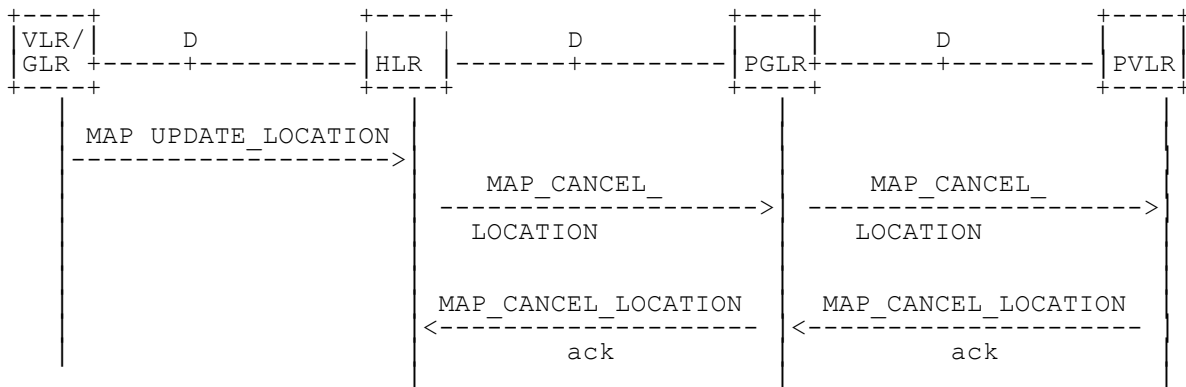 VLR/ D D D
GLR HLR PGLR PVLR
MAP UPDATE_LOCATION
MAP_CANCEL_ MAP_CANCEL_
LOCATION LOCATION
MAP_CANCEL_LOCATION MAP_CANCEL_LOCATION
ack ack